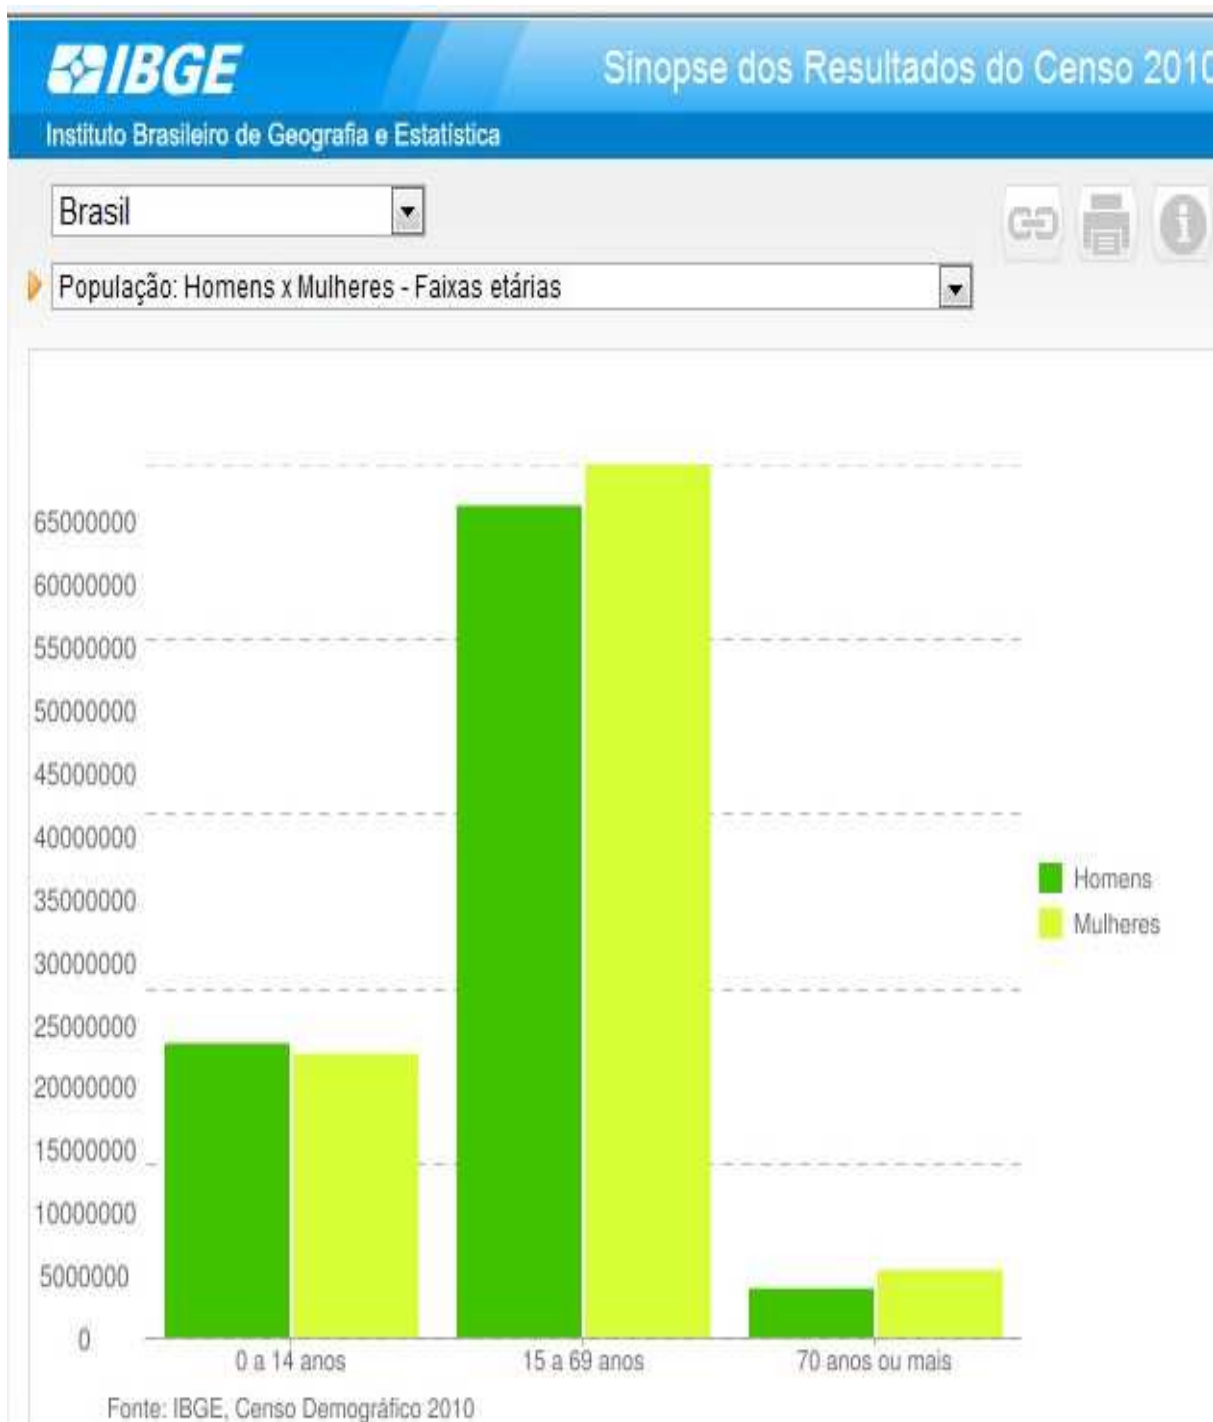 IBGE
Sinopse dos Resultados do Censo 2010
Instituto Brasileiro de Geografia e Estatística
Brasil
População: Homens x Mulheres - Faixas etárias
65000000
60000000
55000000
50000000
45000000
40000000
35000000
30000000
25000000
20000000
15000000
10000000
5000000
0
Homens
Mulheres
0 a 14 anos
15 a 69 anos
70 anos ou mais
Fonte: IBGE, Censo Demográfico 2010